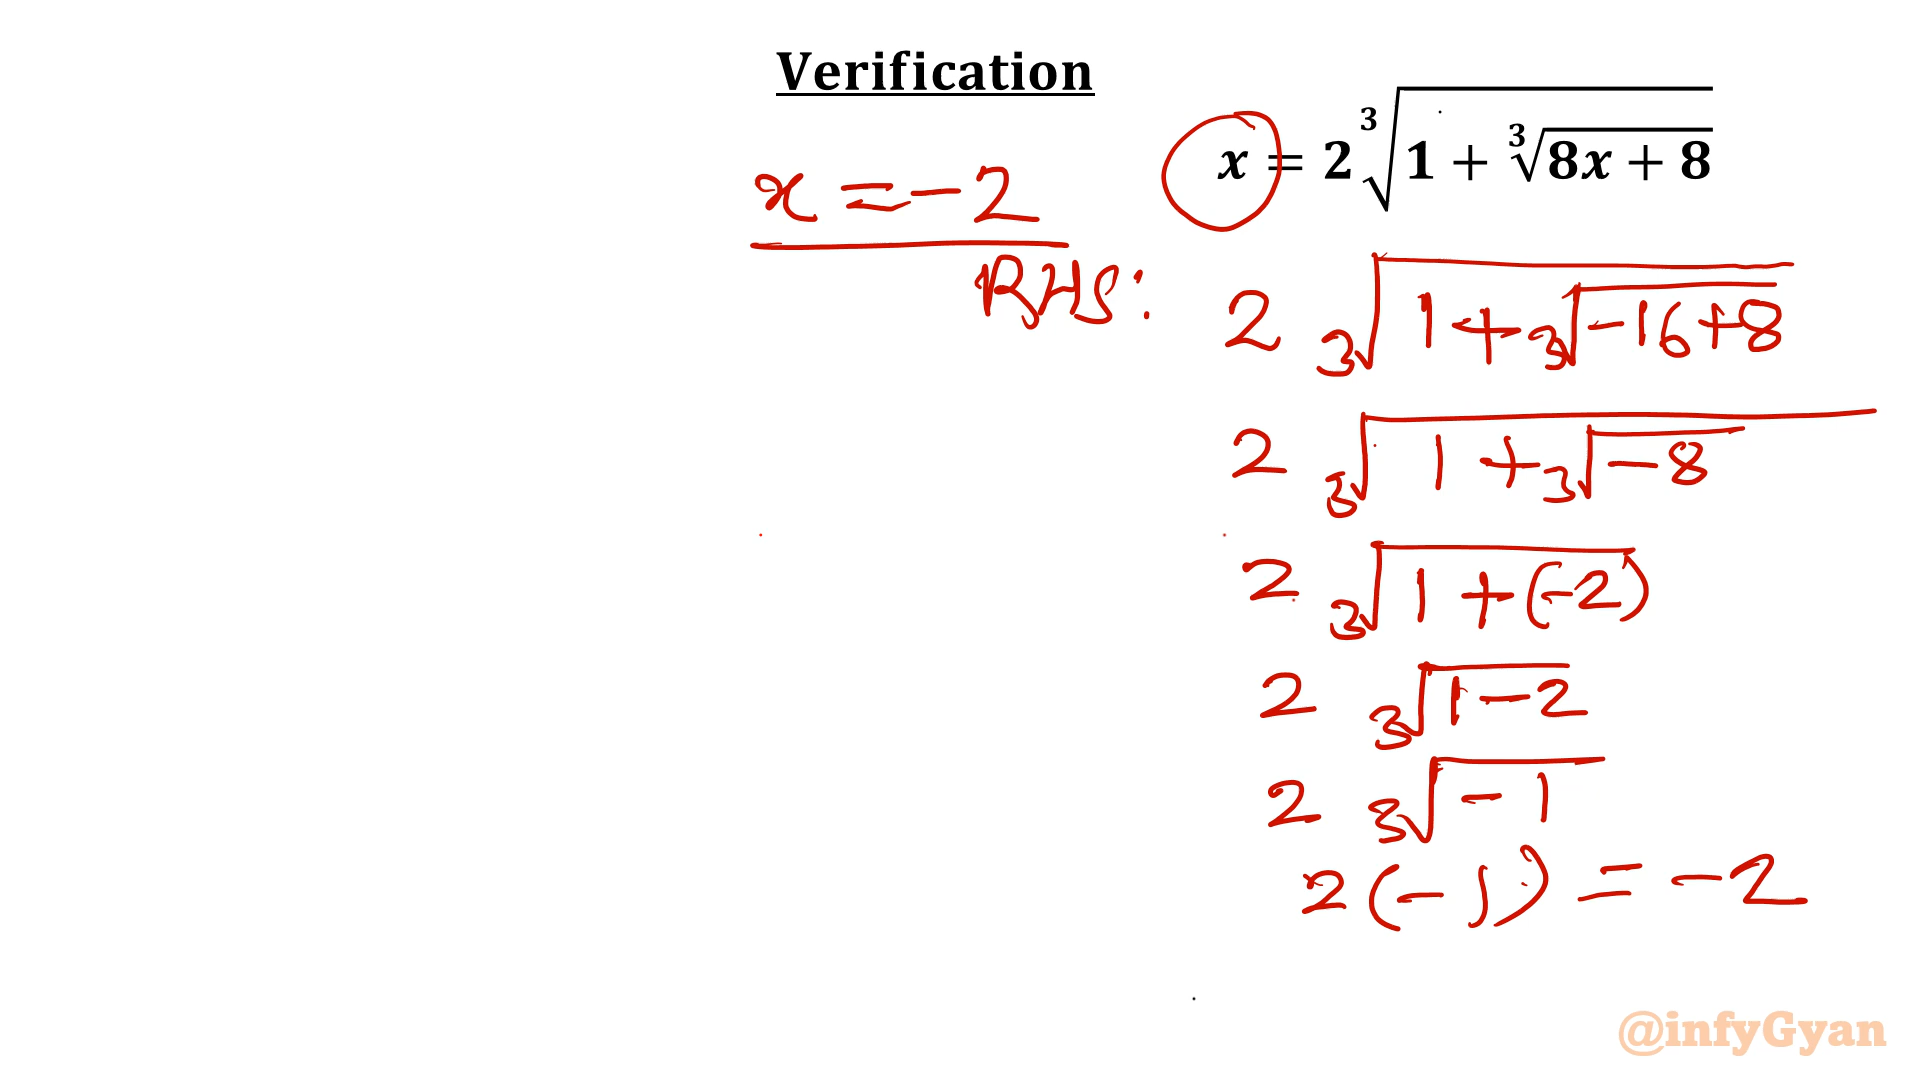 Verification
x = 2∛(1 + ∛(8x + 8))
x = -2
RHS: 2 ∛(1 + ∛(-16+8))
2 ∛(1 + ∛(-8))
2 ∛(1 + (-2))
2 ∛(1-2)
2 ∛(-1)
2 (-1) = -2
@infyGyan